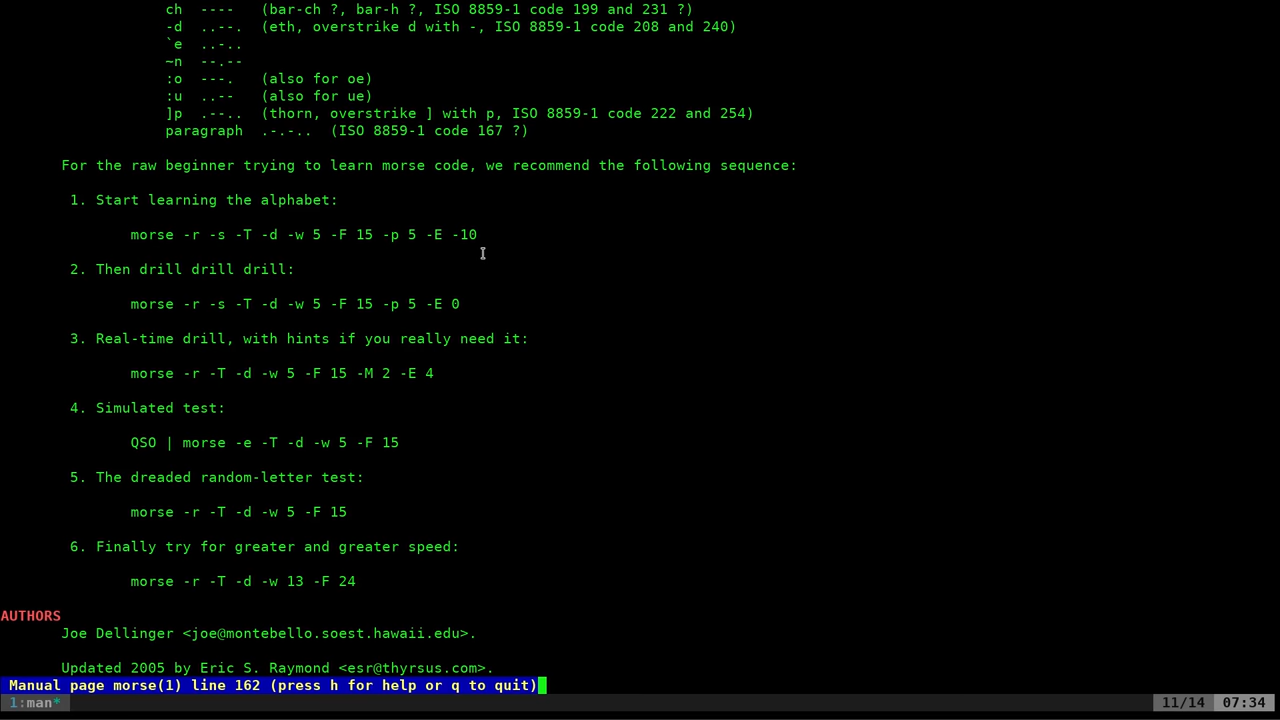 ch  ----   (bar-ch ?, bar-h ?, ISO 8859-1 code 199 and 231 ?)
-d  ..--.  (eth, overstrike d with -, ISO 8859-1 code 208 and 240)
`e  ..-..
~n  --.--
:o  ---.   (also for oe)
:u  ..--   (also for ue)
]p  .--..  (thorn, overstrike ] with p, ISO 8859-1 code 222 and 254)
paragraph  .-.-..  (ISO 8859-1 code 167 ?)
For the raw beginner trying to learn morse code, we recommend the following sequence:
1. Start learning the alphabet:
morse -r -s -T -d -w 5 -F 15 -p 5 -E -10
2. Then drill drill drill:
morse -r -s -T -d -w 5 -F 15 -p 5 -E 0
3. Real-time drill, with hints if you really need it:
morse -r -T -d -w 5 -F 15 -M 2 -E 4
4. Simulated test:
QSO | morse -e -T -d -w 5 -F 15
5. The dreaded random-letter test:
morse -r -T -d -w 5 -F 15
6. Finally try for greater and greater speed:
morse -r -T -d -w 13 -F 24
AUTHORS
Joe Dellinger <joe@montebello.soest.hawaii.edu>.
Updated 2005 by Eric S. Raymond <esr@thyrsus.com>.
Manual page morse(1) line 162 (press h for help or q to quit)
1:man* 11/14 07:34